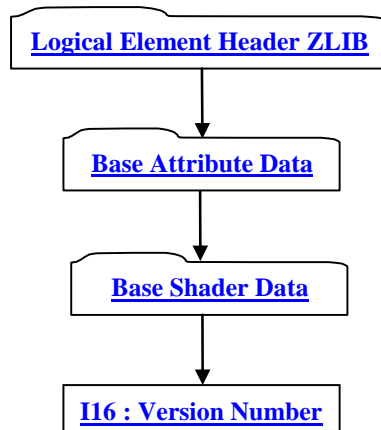 Logical Element Header ZLIB
Base Attribute Data
Base Shader Data
I16 : Version Number